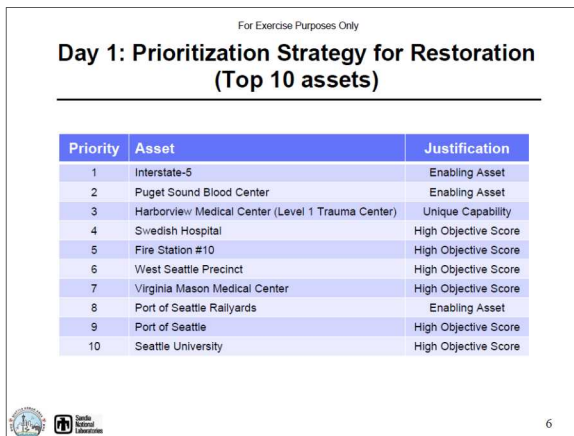 For Exercise Purposes Only
Day 1: Prioritization Strategy for Restoration
(Top 10 assets)
Priority Asset Justification
1 Interstate-5 Enabling Asset
2 Puget Sound Blood Center Enabling Asset
3 Harborview Medical Center (Level 1 Trauma Center) Unique Capability
4 Swedish Hospital High Objective Score
5 Fire Station #10 High Objective Score
6 West Seattle Precinct High Objective Score
7 Virginia Mason Medical Center High Objective Score
8 Port of Seattle Railyards Enabling Asset
9 Port of Seattle High Objective Score
10 Seattle University High Objective Score
Sandia
National
Laboratories
6